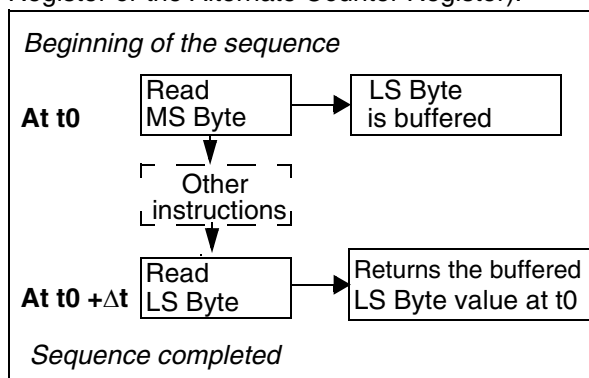 Register or the Alternate Counter Register).
Beginning of the sequence
At t0
Read
MS Byte
LS Byte
is buffered
Other
instructions
At t0 +Δt
Read
LS Byte
Returns the buffered
LS Byte value at t0
Sequence completed